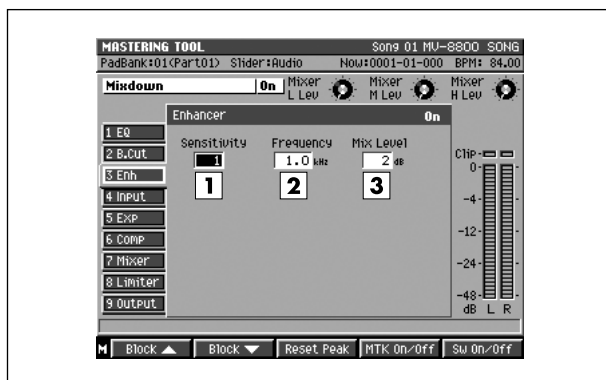 MASTERING TOOL Song 01 MV-8800 SONG
PadBank:01(Part01) Slider:Audio Now:0001-01-000 BPM: 84.00
Mixdown On Mixer L Lev Mixer M Lev Mixer H Lev
Enhancer On
1 EQ
2 B.Cut
3 Enh
4 Input
5 Exp
6 Comp
7 Mixer
8 Limiter
9 Output
Sensitivity Frequency Mix Level
1 1.0 kHz 2 dB
1 2 3
Clip
0
-4
-12
-24
-48
dB L R
M Block ▲ Block ▼ Reset Peak MTK On/Off Sw On/Off